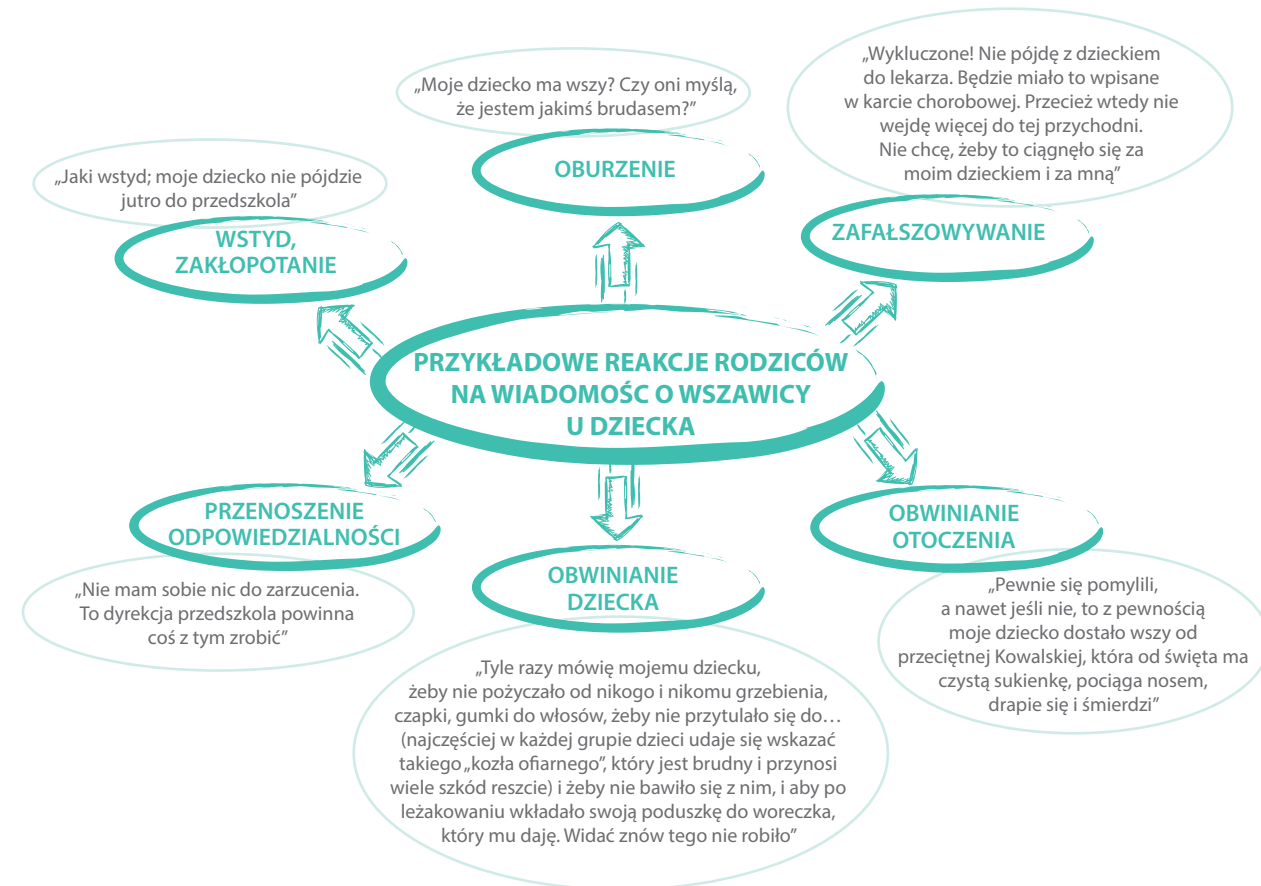 „Wykluczone! Nie pójdę z dzieckiem
do lekarza. Będzie miało to wpisane
w karcie chorobowej. Przecież wtedy nie
wejdę więcej do tej przychodni.
Nie chcę, żeby to ciągnęło się za
moim dzieckiem i za mną”
„Moje dziecko ma wszy? Czy oni myślą,
że jestem jakimś brudasem?”
OBURZENIE
„Jaki wstyd; moje dziecko nie pójdzie
jutro do przedszkola”
WSTYD,
ZAKŁOPOTANIE
ZAFAŁSZOWYWANIE
PRZYKŁADOWE REAKCJE RODZICÓW
NA WIADOMOŚC O WSZAWICY
U DZIECKA
PRZENOSZENIE
ODPOWIEDZIALNOŚCI
„Nie mam sobie nic do zarzucenia.
To dyrekcja przedszkola powinna
coś z tym zrobić”
OBWINIANIE
DZIECKA
„Tyle razy mówię mojemu dziecku,
żeby nie pożyczało od nikogo i nikomu grzebienia,
czapki, gumki do włosów, żeby nie przytulało się do…
(najczęściej w każdej grupie dzieci udaje się wskazać
takiego „kozła ofiarnego”, który jest brudny i przynosi
wiele szkód reszcie) i żeby nie bawiło się z nim, i aby po
leżakowaniu wkładało swoją poduszkę do woreczka,
który mu daję. Widać znów tego nie robiło”
OBWINIANIE
OTOCZENIA
„Pewnie się pomylili,
a nawet jeśli nie, to z pewnością
moje dziecko dostało wszy od
przeciętnej Kowalskiej, która od święta ma
czystą sukienkę, pociąga nosem,
drapie się i śmierdzi”